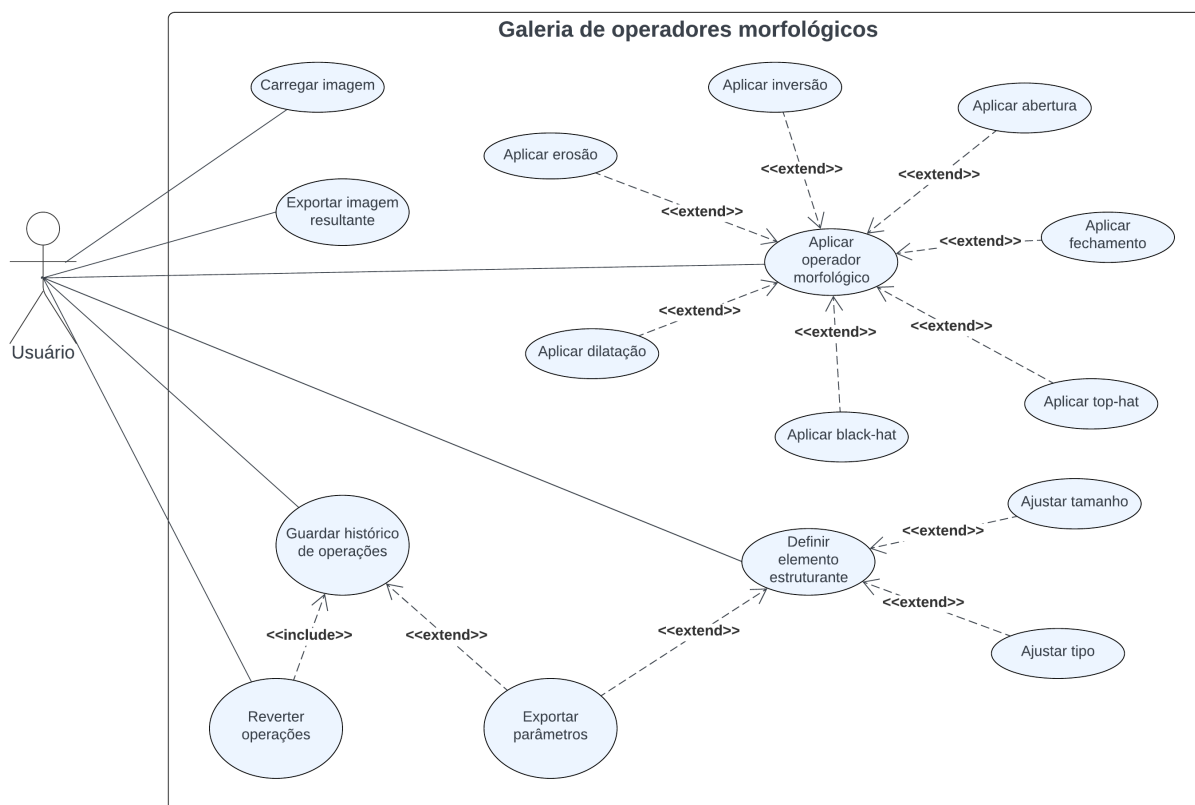 Galeria de operadores morfológicos
Carregar imagem
Aplicar inversão
Aplicar abertura
Aplicar erosão
<<extend>>
<<extend>>
Exportar imagem
resultante
<<extend>>
Aplicar
fechamento
<<extend>>
Aplicar
operador
morfológico
<<extend>>
<<extend>>
<<extend>>
Usuário
Aplicar dilatação
Aplicar top-hat
Aplicar black-hat
Ajustar tamanho
Guardar histórico
de operações
<<extend>>
Definir
elemento
estruturante
<<extend>>
<<include>>
<<extend>>
<<extend>>
Ajustar tipo
Reverter
operações
Exportar
parâmetros